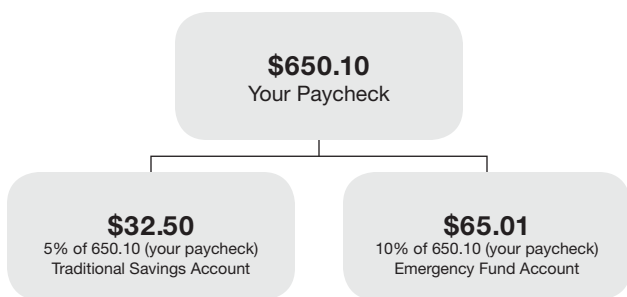 $650.10
Your Paycheck
$32.50
5% of 650.10 (your paycheck)
Traditional Savings Account
$65.01
10% of 650.10 (your paycheck)
Emergency Fund Account